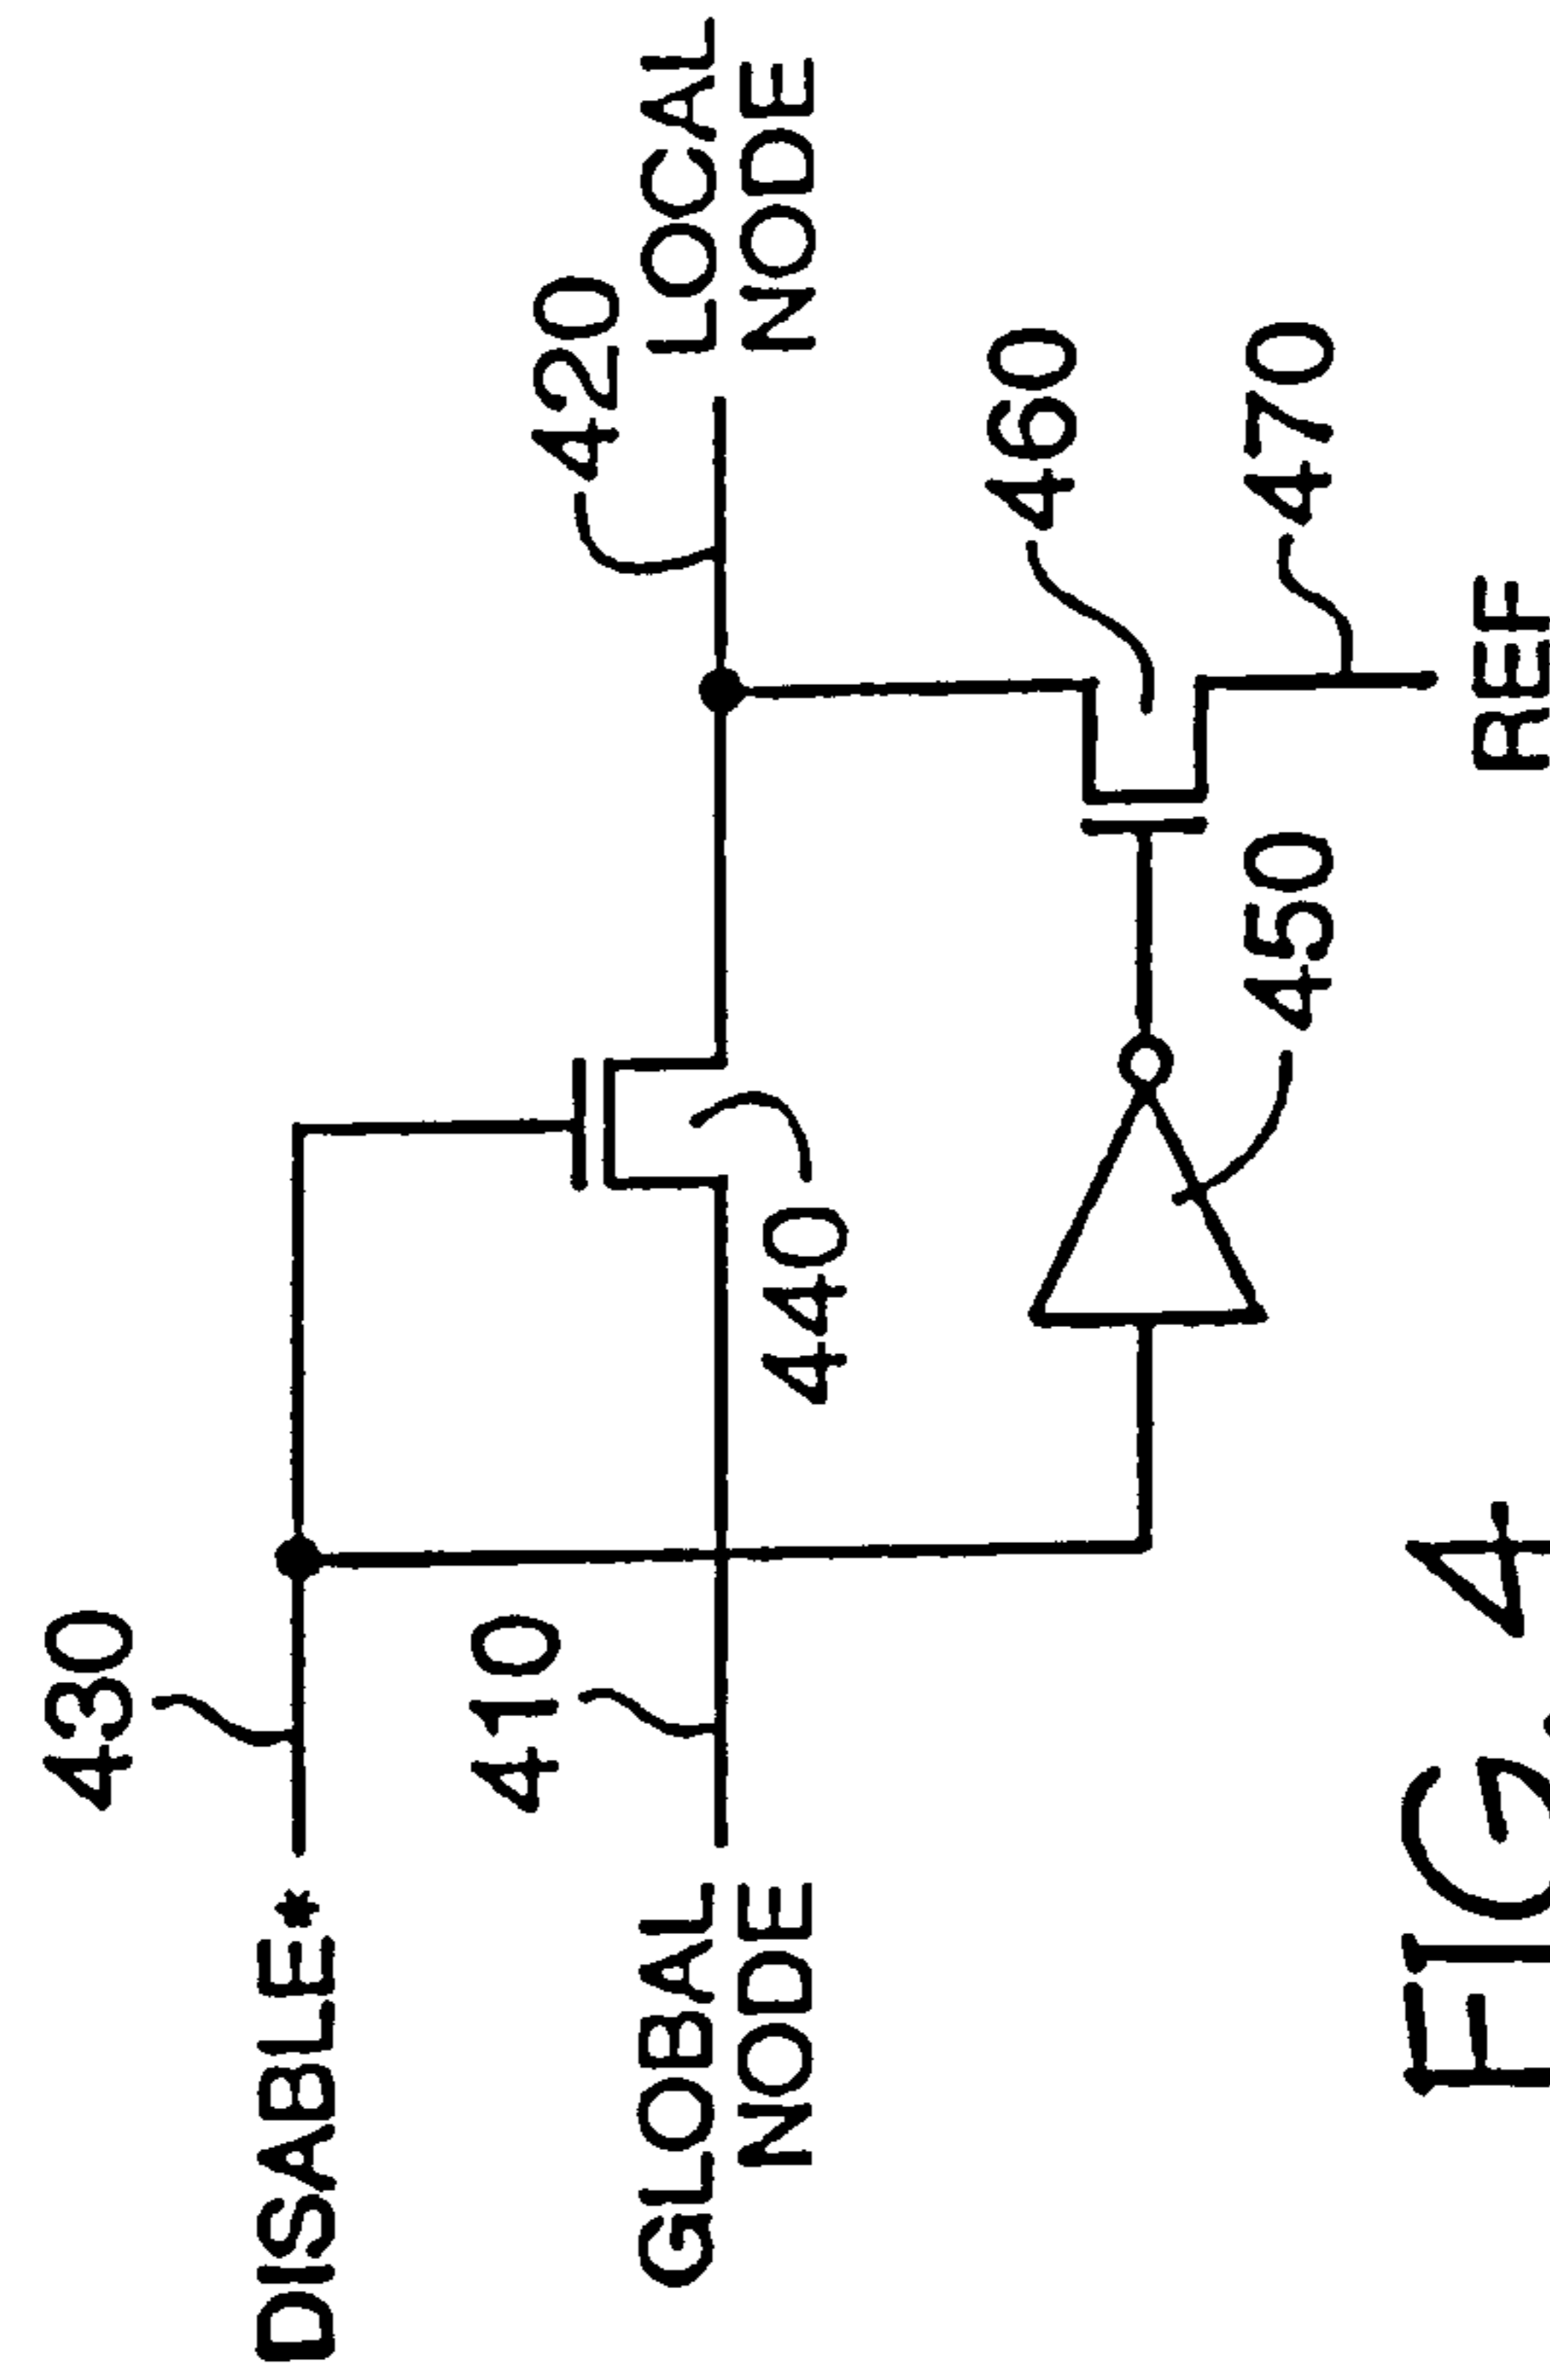 430
DISABLE*
410
GLOBAL
NODE
440
420
LOCAL
NODE
460
450
470
REF
FIG. 4